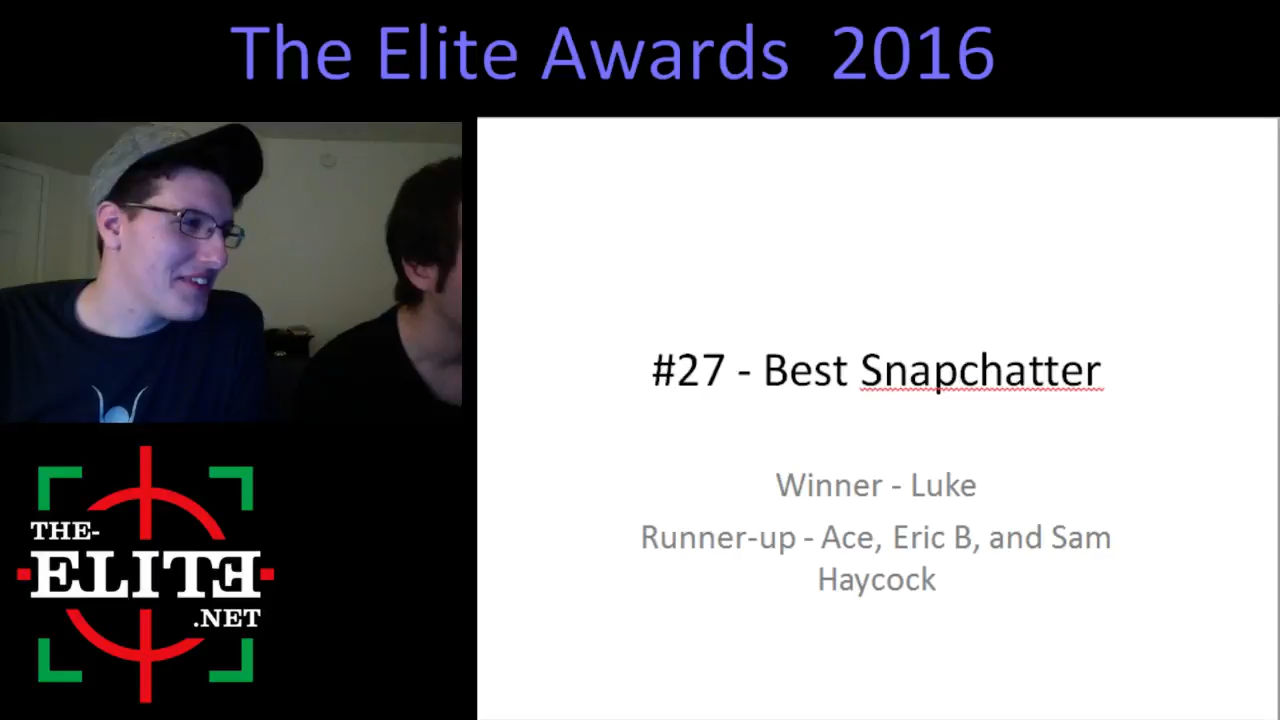 The Elite Awards 2016
#27 - Best Snapchatter
Winner - Luke
Runner-up - Ace, Eric B, and Sam
Haycock
THE-
ELITE
.NET